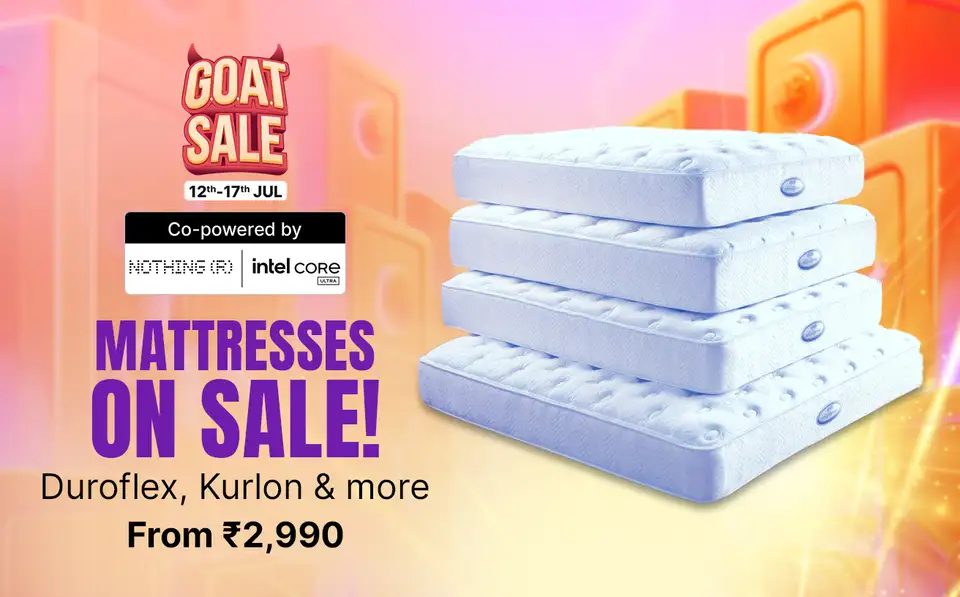 GOAT
SALE
12th-17th JUL
Co-powered by
NOTHING (R) | intel CORE
ULTRA
MATTRESSES
ON SALE!
Duroflex, Kurlon & more
From ₹2,990